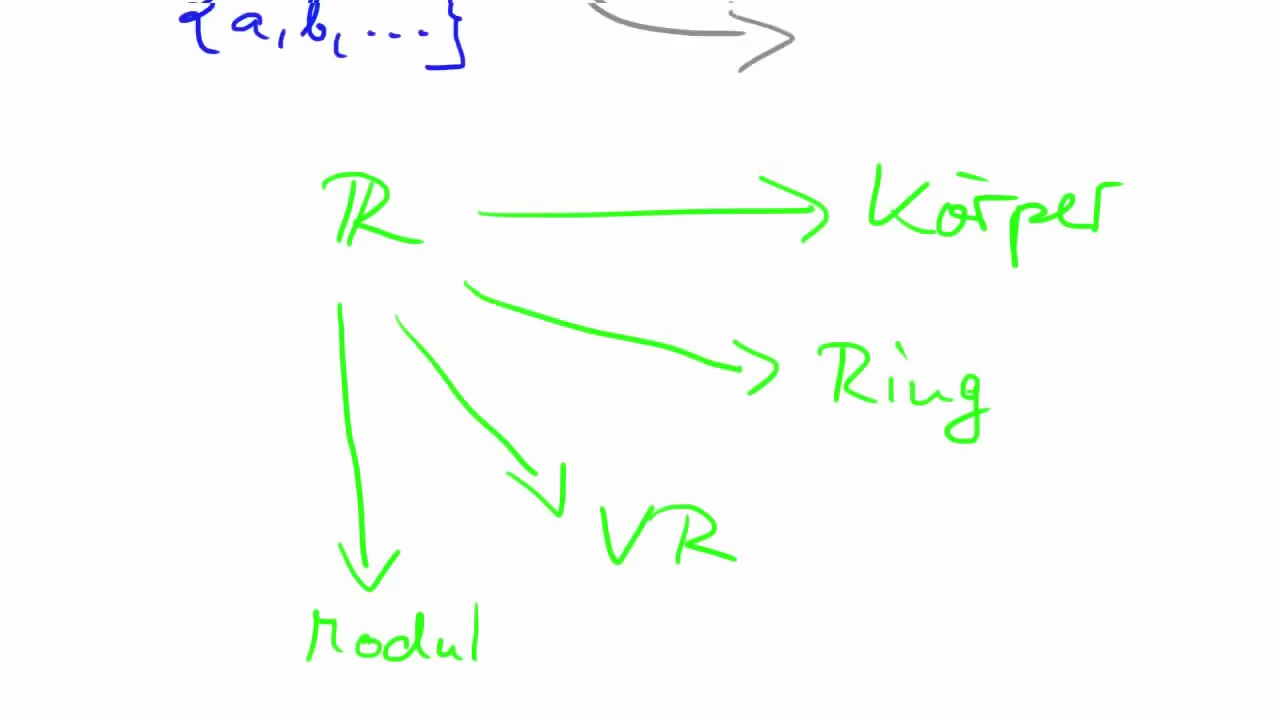 {a, b, ...}
ℝ
Körper
Ring
VR
Modul